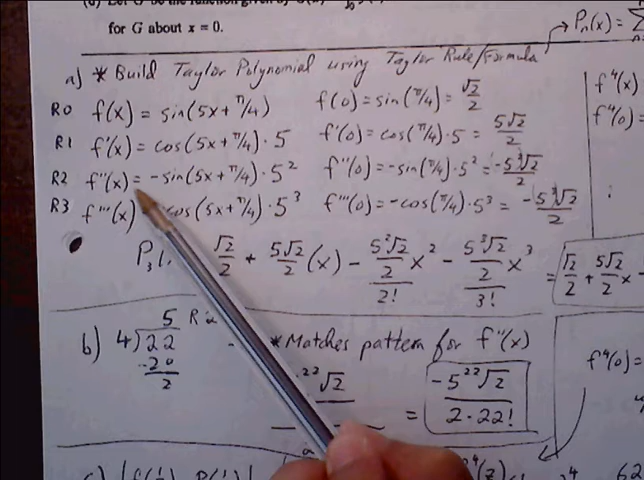 for G about x = 0.
→ Pn(x) = Σ
a) * Build Taylor Polynomial using Taylor Rule/Formula
R0 f(x) = sin(5x + π/4) f(0) = sin(π/4) = √2/2
R1 f'(x) = cos(5x + π/4) · 5 f'(0) = cos(π/4) · 5 = 5√2/2
R2 f''(x) = -sin(5x + π/4) · 5² f''(0) = -sin(π/4) · 5² = -5²√2/2
R3 f'''(x) cos(5x + π/4) · 5³ f'''(0) = -cos(π/4) · 5³ = -5³√2/2
f⁴(x)
f⁴(0) =
P₃( √2/2 + 5√2/2 (x) - 5²√2/2/2! x² - 5³√2/2/3! x³ = √2/2 + 5√2/2 x
b) 4)22 5 R2
-20
2
* Matches pattern for f''(x)
²²√2
= -5²²√2/2·22!
f⁴(0) =